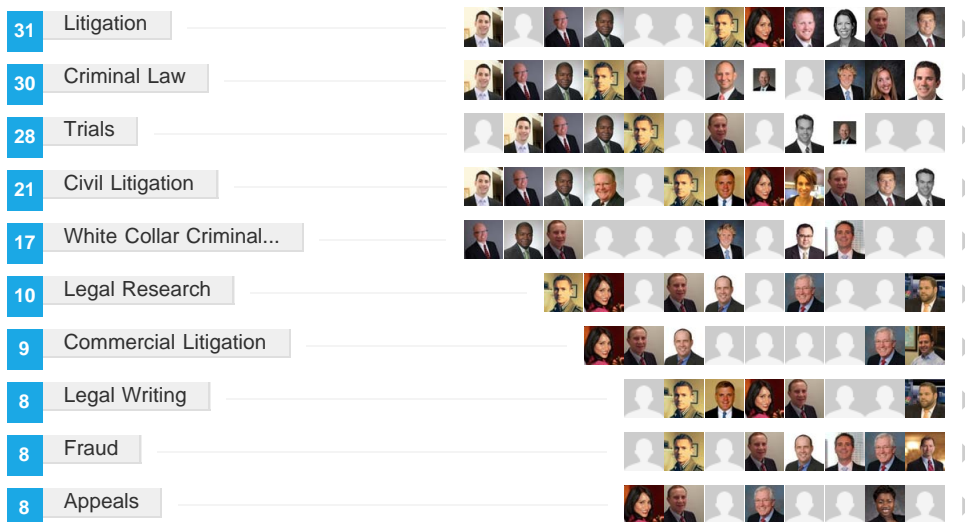 31 Litigation
30 Criminal Law
28 Trials
21 Civil Litigation
17 White Collar Criminal...
10 Legal Research
9 Commercial Litigation
8 Legal Writing
8 Fraud
8 Appeals